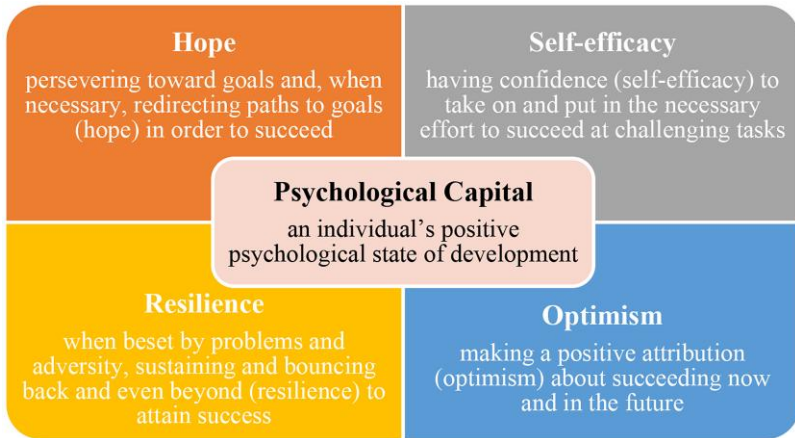 Hope
persevering toward goals and, when
necessary, redirecting paths to goals
(hope) in order to succeed
Self-efficacy
having confidence (self-efficacy) to
take on and put in the necessary
effort to succeed at challenging tasks
Psychological Capital
an individual’s positive
psychological state of development
Resilience
when beset by problems and
adversity, sustaining and bouncing
back and even beyond (resilience) to
attain success
Optimism
making a positive attribution
(optimism) about succeeding now
and in the future